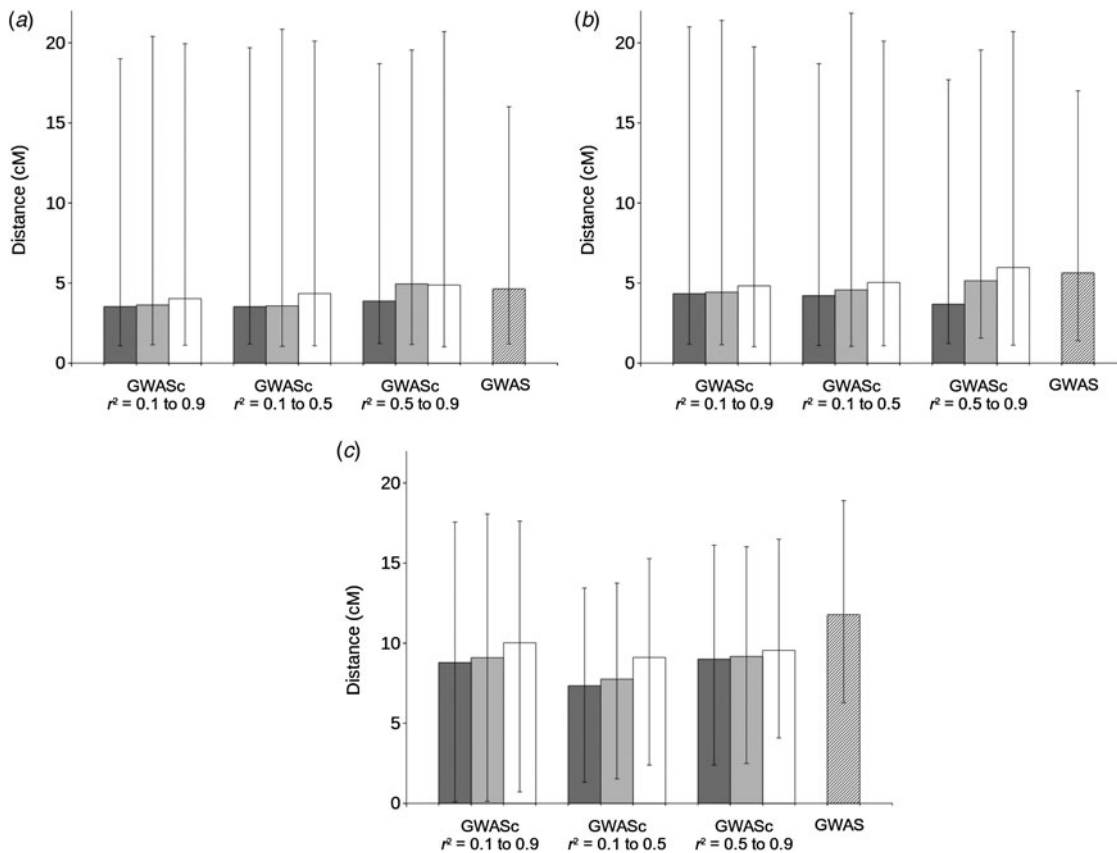 (a)
20
15
10
5
0
Distance (cM)
GWASc
r² = 0.1 to 0.9
GWASc
r² = 0.1 to 0.5
GWASc
r² = 0.5 to 0.9
GWAS
(b)
20
15
10
5
0
Distance (cM)
GWASc
r² = 0.1 to 0.9
GWASc
r² = 0.1 to 0.5
GWASc
r² = 0.5 to 0.9
GWAS
(c)
20
15
10
5
0
Distance (cM)
GWASc
r² = 0.1 to 0.9
GWASc
r² = 0.1 to 0.5
GWASc
r² = 0.5 to 0.9
GWAS